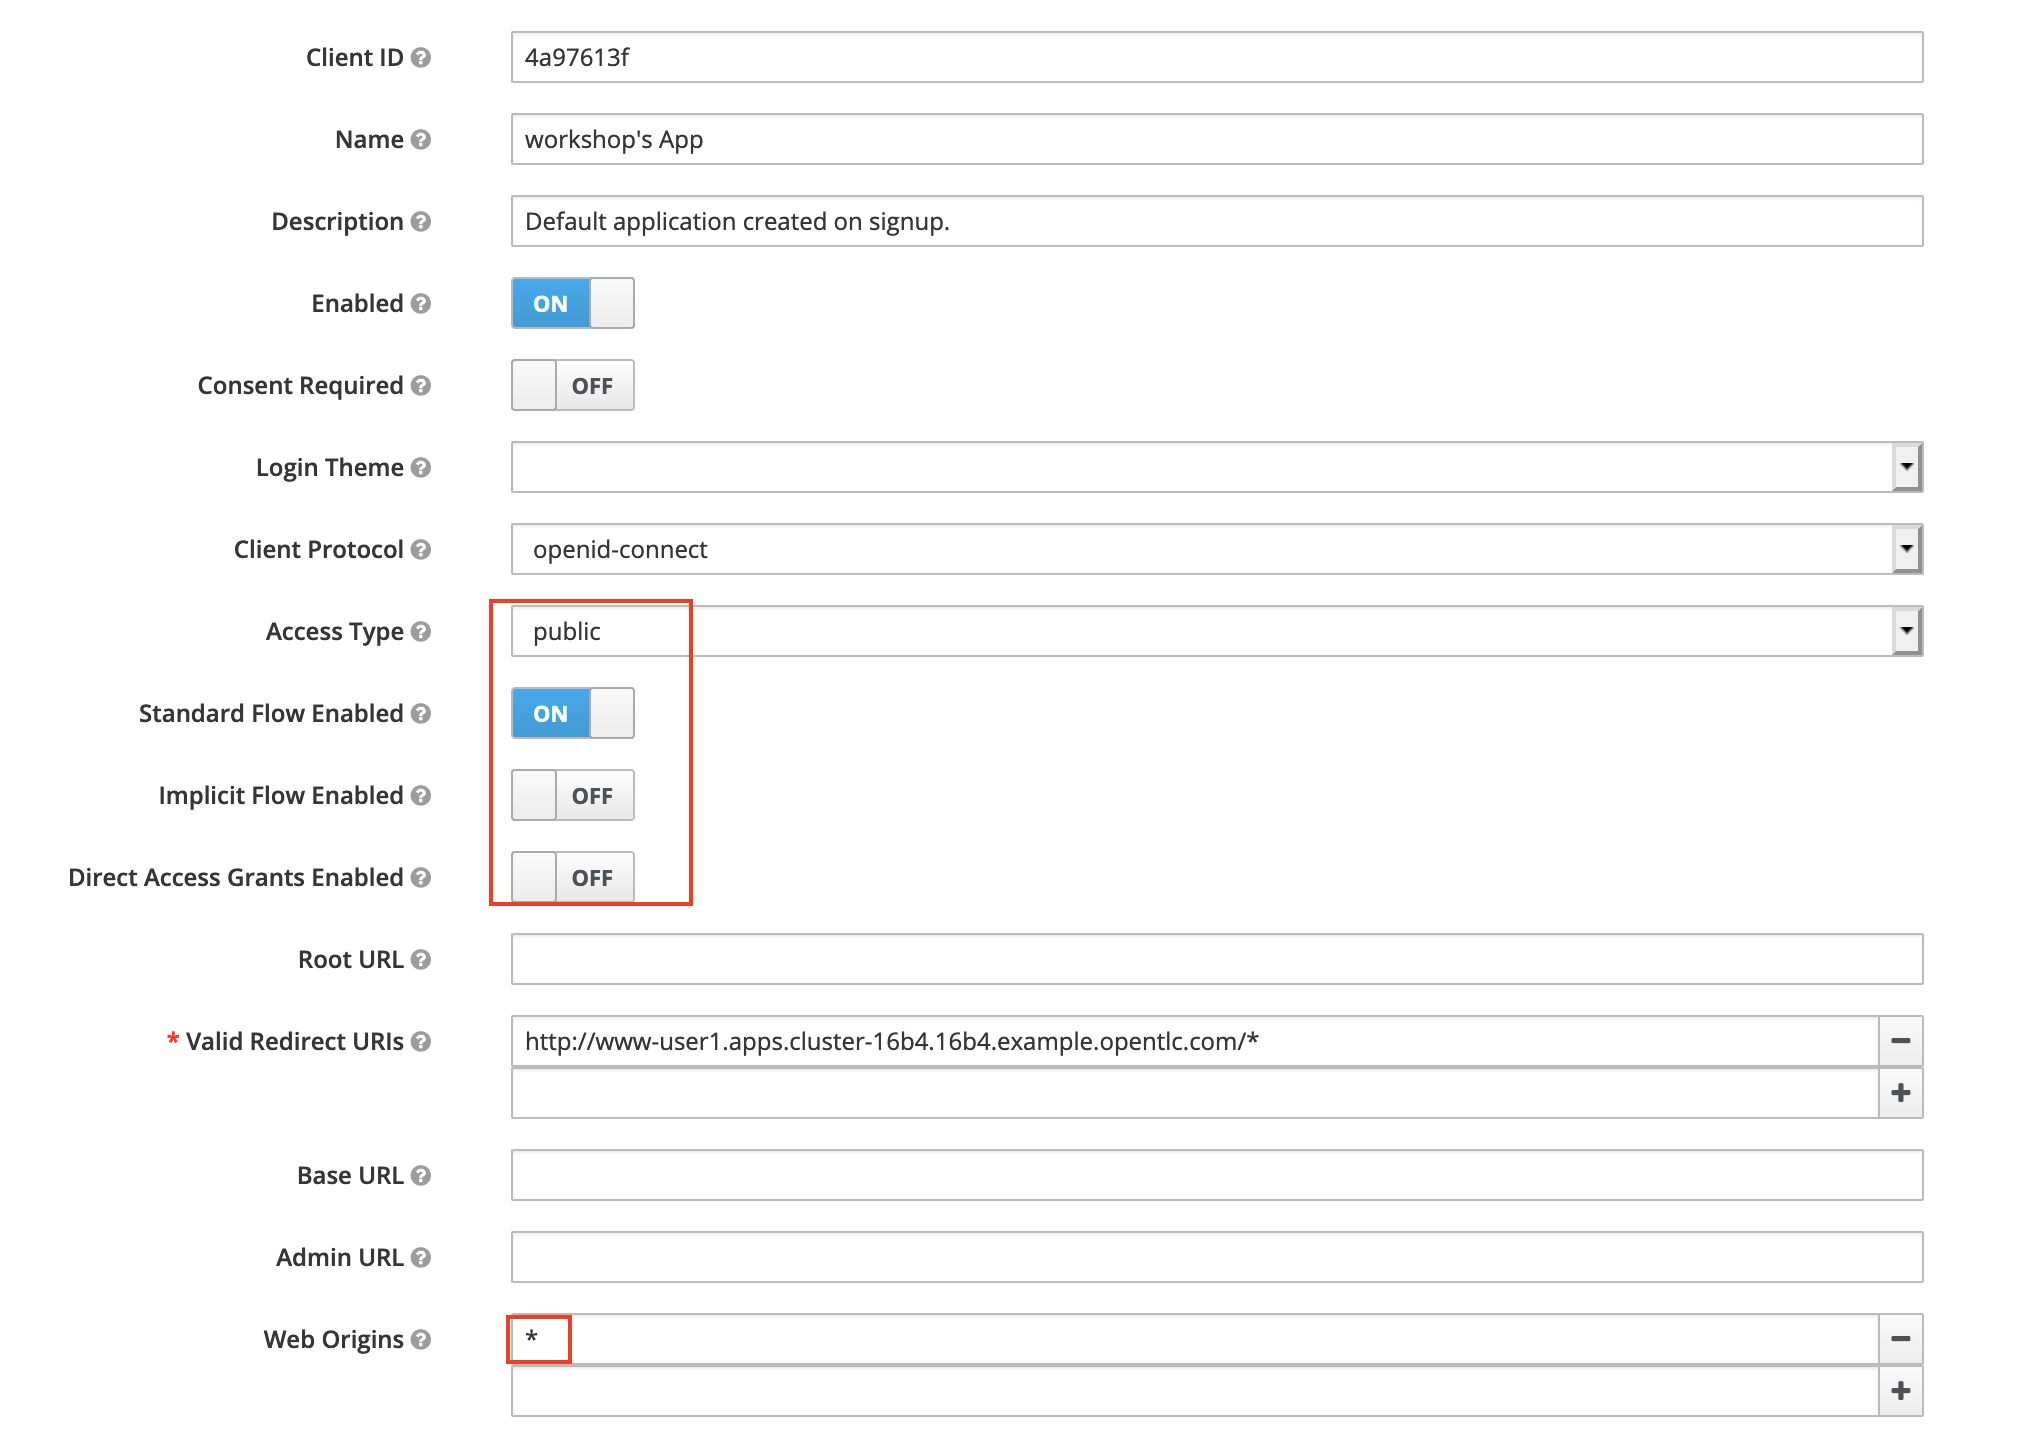 Client ID 4a97613f
Name workshop's App
Description Default application created on signup.
Enabled ON
Consent Required OFF
Login Theme
Client Protocol openid-connect
Access Type public
Standard Flow Enabled ON
Implicit Flow Enabled OFF
Direct Access Grants Enabled OFF
Root URL
* Valid Redirect URIs http://www-user1.apps.cluster-16b4.16b4.example.opentlc.com/*
Base URL
Admin URL
Web Origins *